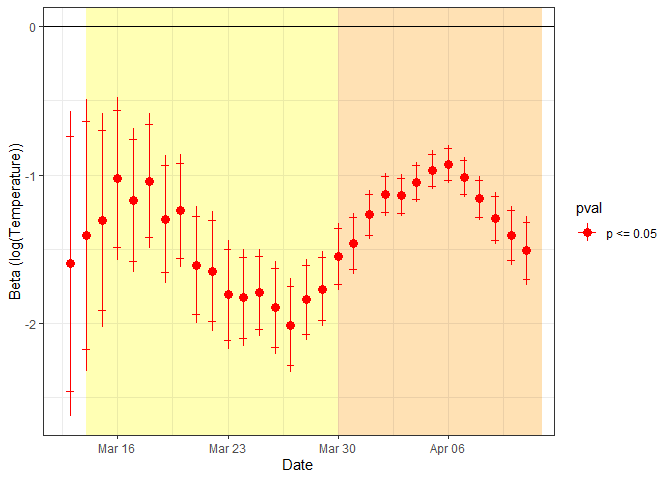 0
-1
-2
Beta (log(Temperature))
Mar 16
Mar 23
Mar 30
Apr 06
Date
pval
p <= 0.05